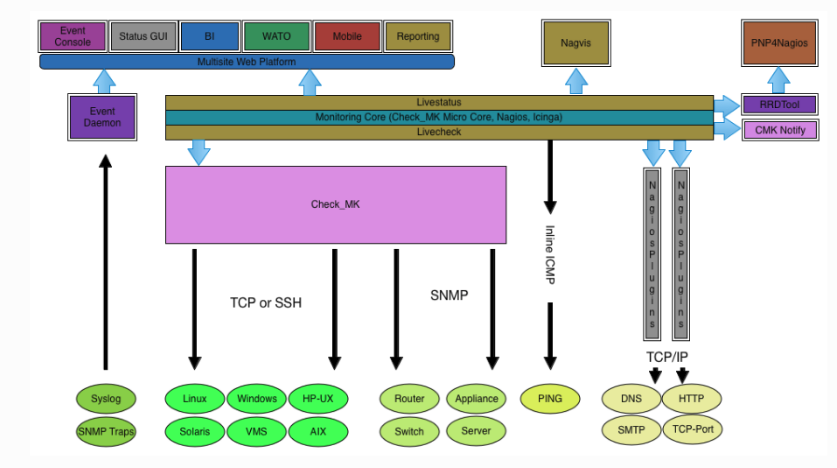 Event
Console
Status GUI
BI
WATO
Mobile
Reporting
Multisite Web Platform
Nagvis
PNP4Nagios
Event
Daemon
Livestatus
Monitoring Core (Check_MK Micro Core, Nagios, Icinga)
Livecheck
RRDTool
CMK Notify
Check_MK
NagiosPlugins
NagiosPlugins
Inline ICMP
TCP or SSH
SNMP
TCP/IP
Syslog
Linux
Windows
HP-UX
Router
Appliance
PING
DNS
HTTP
SNMP Traps
Solaris
VMS
AIX
Switch
Server
SMTP
TCP-Port